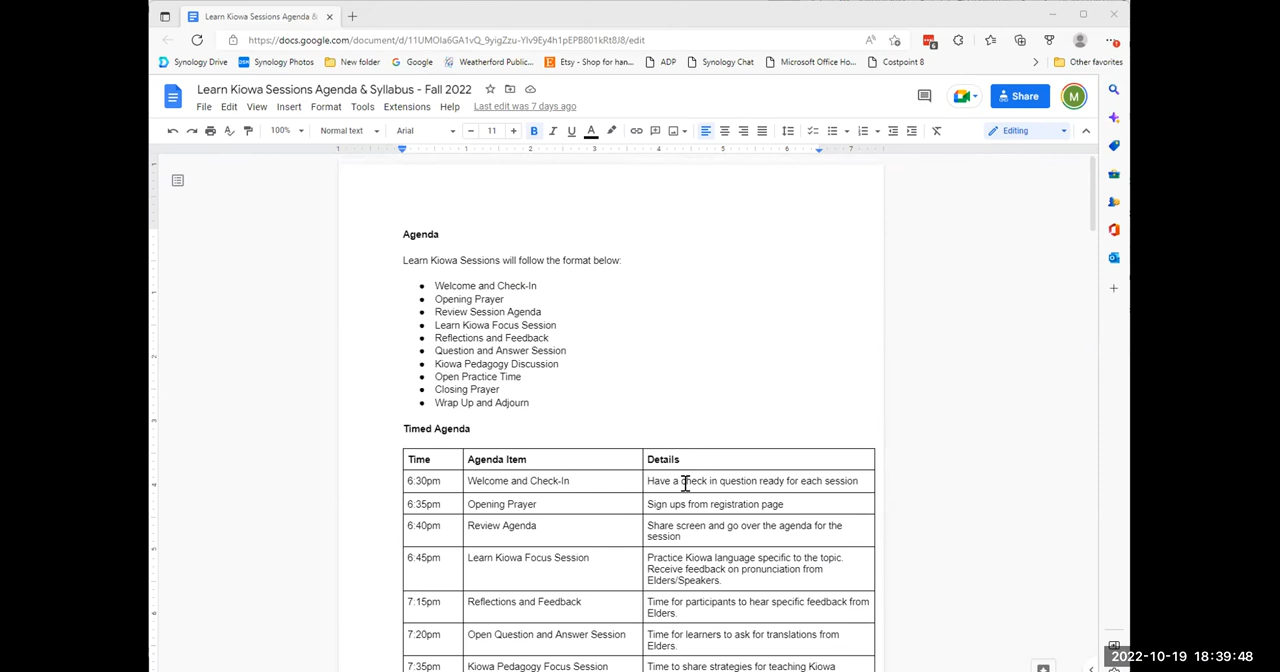 Learn Kiowa Sessions Agenda &
https://docs.google.com/document/d/11UMOIa6GA1vQ_9yigZzu-YIv9Ey4h1pEPB801kRt8J8/edit
Synology Drive Synology Photos New folder Google Weatherford Public... Etsy - Shop for han... ADP Synology Chat Microsoft Office Ho... Costpoint 8 Other favorites
Learn Kiowa Sessions Agenda & Syllabus - Fall 2022
File Edit View Insert Format Tools Extensions Help Last edit was 7 days ago
Share M
100% Normal text Arial 11 B I U A Editing
1 1 2 3 4 5 6 7
Agenda
Learn Kiowa Sessions will follow the format below:
● Welcome and Check-In
● Opening Prayer
● Review Session Agenda
● Learn Kiowa Focus Session
● Reflections and Feedback
● Question and Answer Session
● Kiowa Pedagogy Discussion
● Open Practice Time
● Closing Prayer
● Wrap Up and Adjourn
Timed Agenda
Time Agenda Item Details
6:30pm Welcome and Check-In Have a check in question ready for each session
6:35pm Opening Prayer Sign ups from registration page
6:40pm Review Agenda Share screen and go over the agenda for the
session
6:45pm Learn Kiowa Focus Session Practice Kiowa language specific to the topic.
Receive feedback on pronunciation from
Elders/Speakers.
7:15pm Reflections and Feedback Time for participants to hear specific feedback from
Elders.
7:20pm Open Question and Answer Session Time for learners to ask for translations from
Elders.
7:35pm Kiowa Pedagogy Focus Session Time to share strategies for teaching Kiowa
2022-10-19 18:39:48